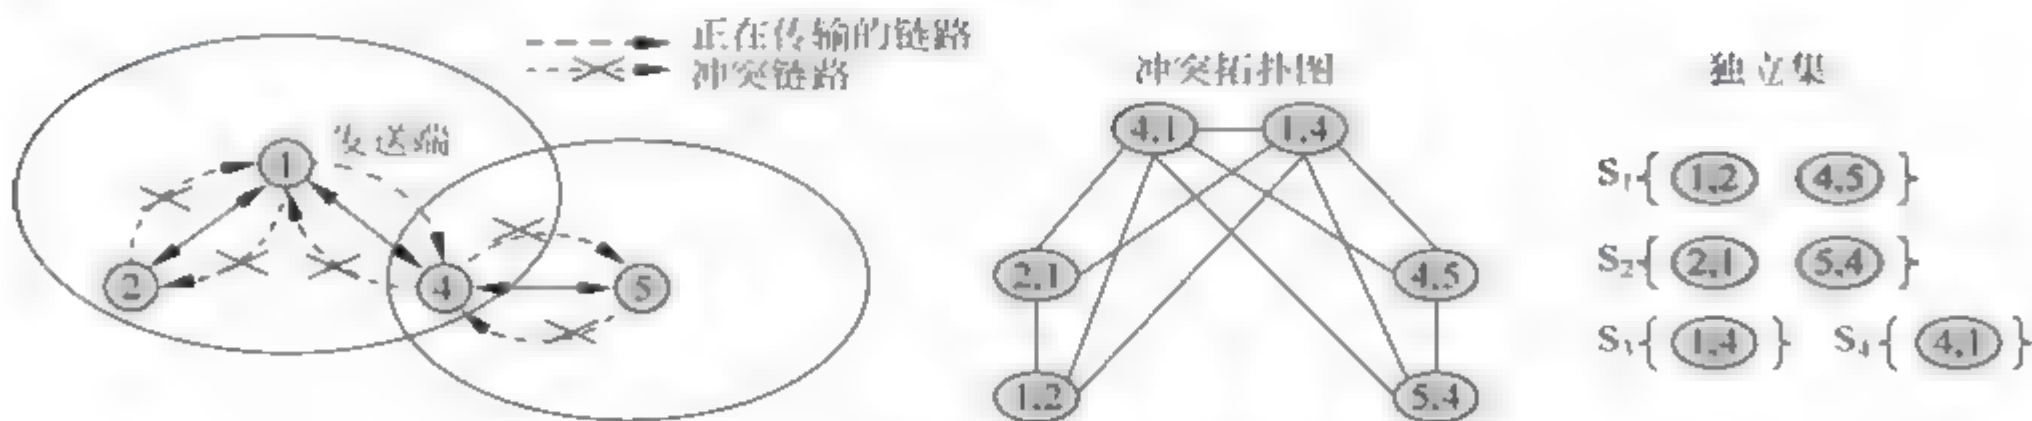 正在传输的链路
冲突链路
发送端
1
2
4
5
冲突拓扑图
4,1
1,4
2,1
4,5
1,2
5,4
独立集
S₁{ 1,2 4,5 }
S₂{ 2,1 5,4 }
S₃{ 1,4 } S₄{ 4,1 }